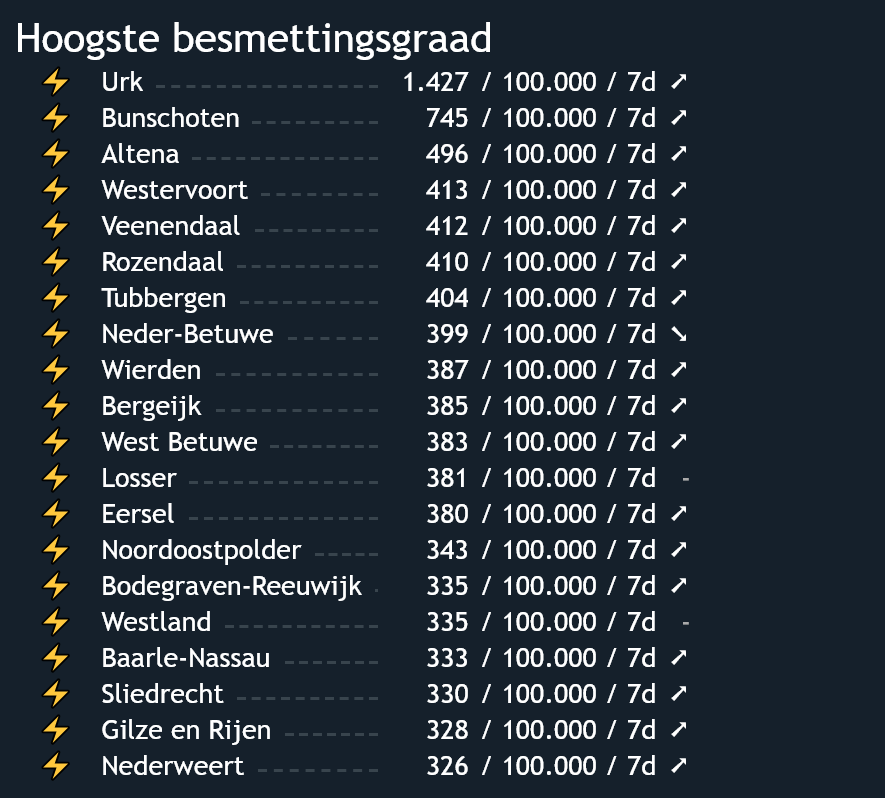 Hoogste besmettingsgraad
⚡ Urk 1.427 / 100.000 / 7d ➚
⚡ Bunschoten 745 / 100.000 / 7d ➚
⚡ Altena 496 / 100.000 / 7d ➚
⚡ Westervoort 413 / 100.000 / 7d ➚
⚡ Veenendaal 412 / 100.000 / 7d ➚
⚡ Rozendaal 410 / 100.000 / 7d ➚
⚡ Tubbergen 404 / 100.000 / 7d ➚
⚡ Neder-Betuwe 399 / 100.000 / 7d ➘
⚡ Wierden 387 / 100.000 / 7d ➚
⚡ Bergeijk 385 / 100.000 / 7d ➚
⚡ West Betuwe 383 / 100.000 / 7d ➚
⚡ Losser 381 / 100.000 / 7d -
⚡ Eersel 380 / 100.000 / 7d ➚
⚡ Noordoostpolder 343 / 100.000 / 7d ➚
⚡ Bodegraven-Reeuwijk 335 / 100.000 / 7d ➚
⚡ Westland 335 / 100.000 / 7d -
⚡ Baarle-Nassau 333 / 100.000 / 7d ➚
⚡ Sliedrecht 330 / 100.000 / 7d ➚
⚡ Gilze en Rijen 328 / 100.000 / 7d ➚
⚡ Nederweert 326 / 100.000 / 7d ➚